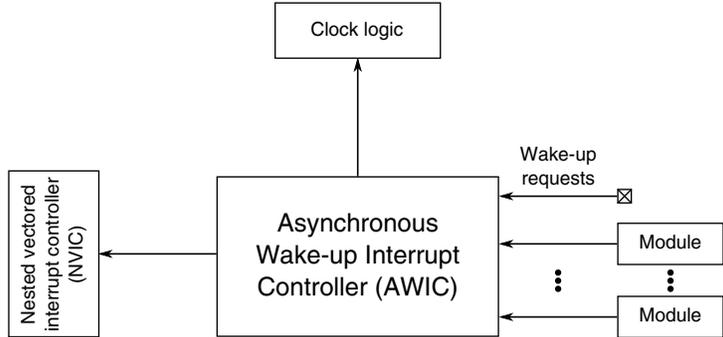 Clock logic
Wake-up
requests
Nested vectored
interrupt controller
(NVIC)
Asynchronous
Wake-up Interrupt
Controller (AWIC)
Module
Module